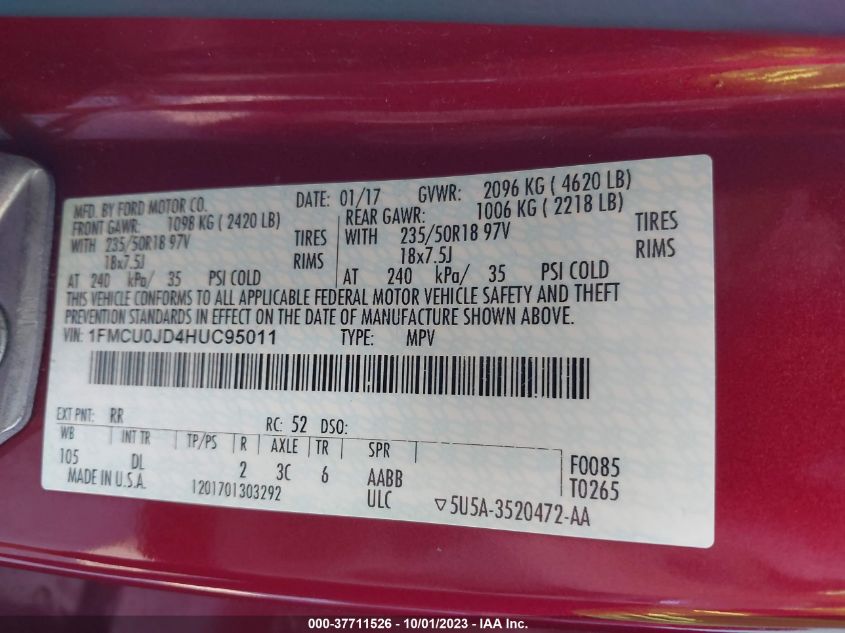 MFD. BY FORD MOTOR CO. DATE: 01/17 GVWR: 2096 KG ( 4620 LB)
FRONT GAWR: 1098 KG ( 2420 LB) REAR GAWR: 1006 KG ( 2218 LB)
WITH 235/50R18 97V TIRES WITH 235/50R18 97V TIRES
18x7.5J RIMS 18x7.5J RIMS
AT 240 kPa/ 35 PSI COLD AT 240 kPa/ 35 PSI COLD
THIS VEHICLE CONFORMS TO ALL APPLICABLE FEDERAL MOTOR VEHICLE SAFETY AND THEFT
PREVENTION STANDARDS IN EFFECT ON THE DATE OF MANUFACTURE SHOWN ABOVE.
VIN: 1FMCU0JD4HUC95011 TYPE: MPV
EXT PNT: RR RC: 52 DSO:
WB INT TR TP/PS R AXLE TR SPR
105 DL 2 3C 6 AABB F0085
MADE IN U.S.A. 1201701303292 ULC T0265
▽5U5A-3520472-AA
000-37711526 - 10/01/2023 - IAA Inc.